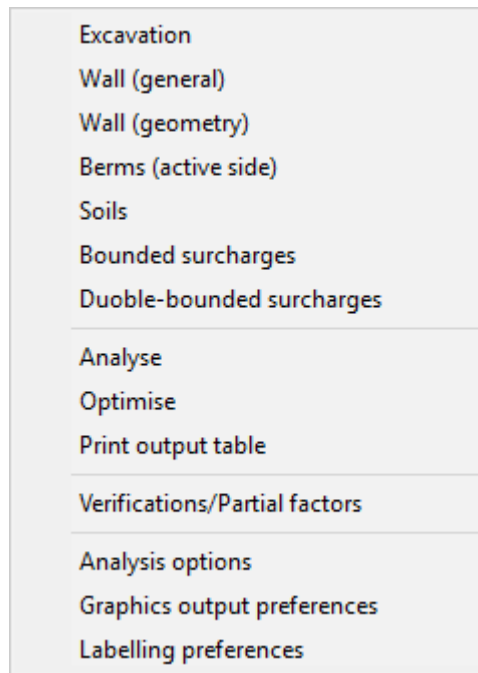 Excavation
Wall (general)
Wall (geometry)
Berms (active side)
Soils
Bounded surcharges
Duoble-bounded surcharges
Analyse
Optimise
Print output table
Verifications/Partial factors
Analysis options
Graphics output preferences
Labelling preferences